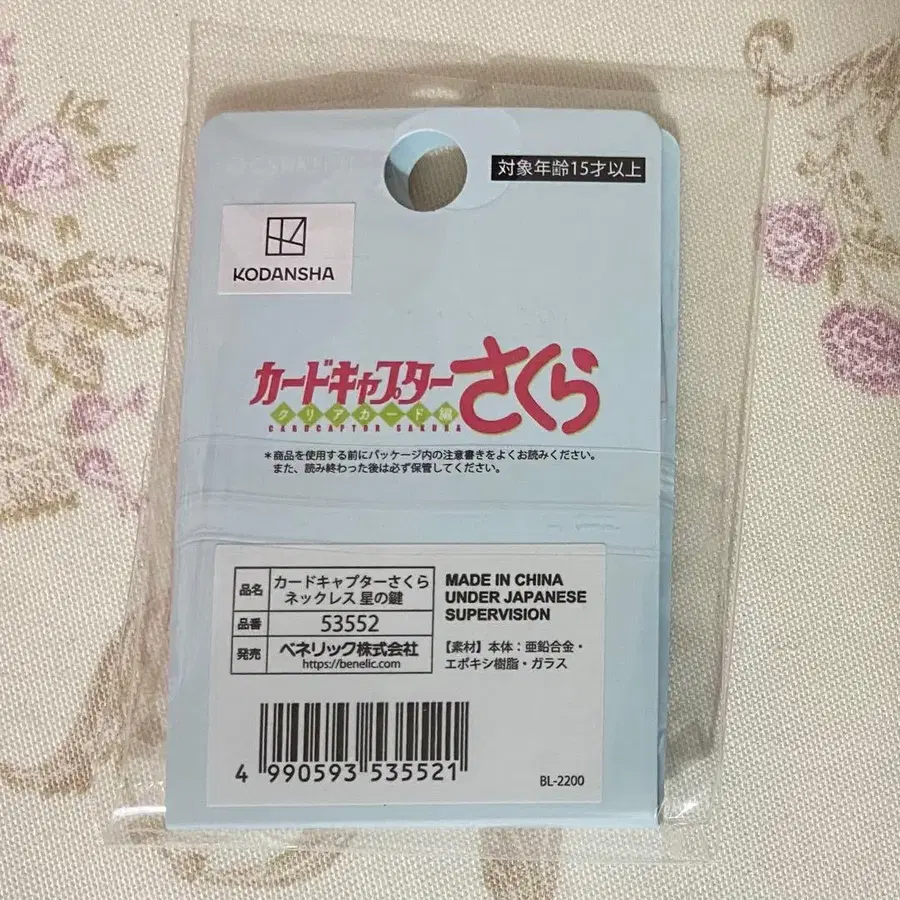 対象年齢15才以上
KODANSHA
カードキャプターさくら
クリアカード編
CARDCAPTOR SAKURA
*商品を使用する前にパッケージ内の注意書きをよくお読みください。
また、読み終わった後は必ず保管してください。
品名 カードキャプターさくら
ネックレス 星の鍵
品番 53552
発売 ベネリック株式会社
https://benelic.com
MADE IN CHINA
UNDER JAPANESE
SUPERVISION
【素材】本体:亜鉛合金・
エポキシ樹脂・ガラス
4 990593 535521
BL-2200